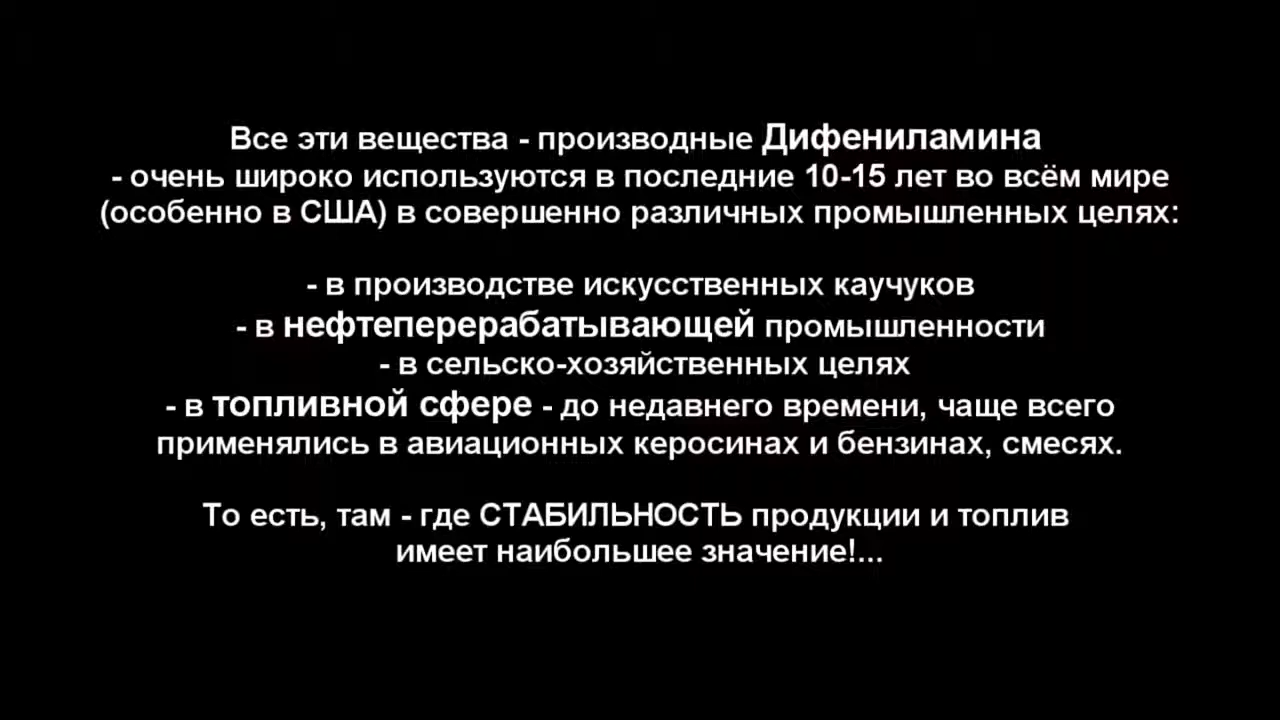 Все эти вещества - производные Дифениламина
- очень широко используются в последние 10-15 лет во всём мире
(особенно в США) в совершенно различных промышленных целях:
- в производстве искусственных каучуков
- в нефтеперерабатывающей промышленности
- в сельско-хозяйственных целях
- в топливной сфере - до недавнего времени, чаще всего
применялись в авиационных керосинах и бензинах, смесях.
То есть, там - где СТАБИЛЬНОСТЬ продукции и топлив
имеет наибольшее значение!...